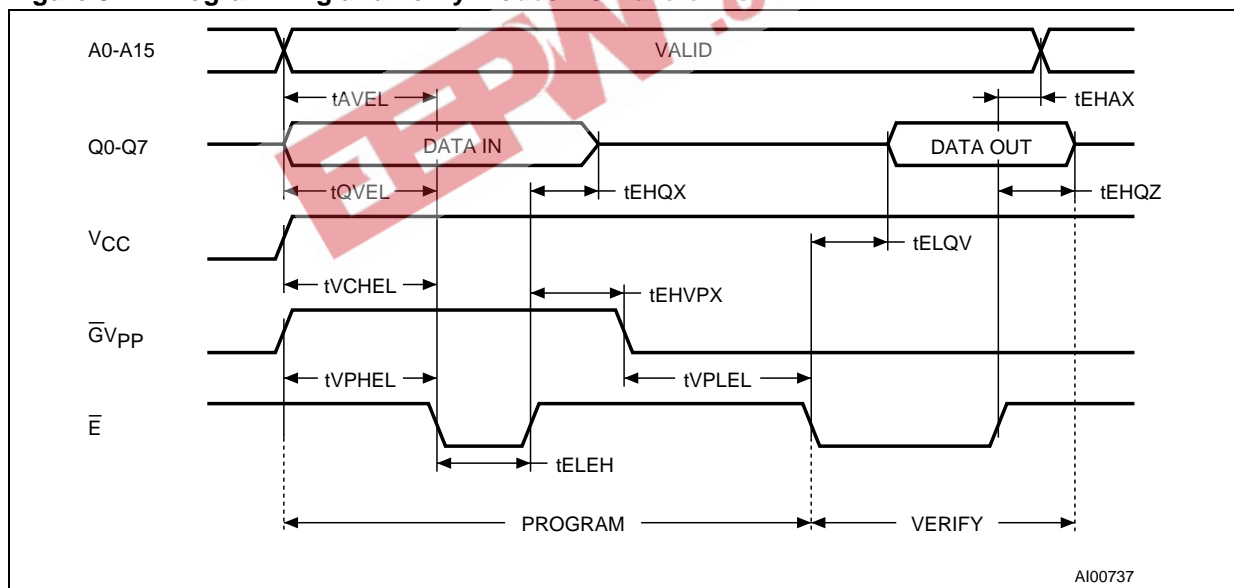 A0-A15
VALID
tAVEL
tEHAX
Q0-Q7
DATA IN
DATA OUT
tQVEL
tEHQX
tEHQZ
VCC
tELQV
tVCHEL
tEHVPX
G̅VPP
tVPHEL
tVPLEL
E̅
tELEH
PROGRAM
VERIFY
AI00737